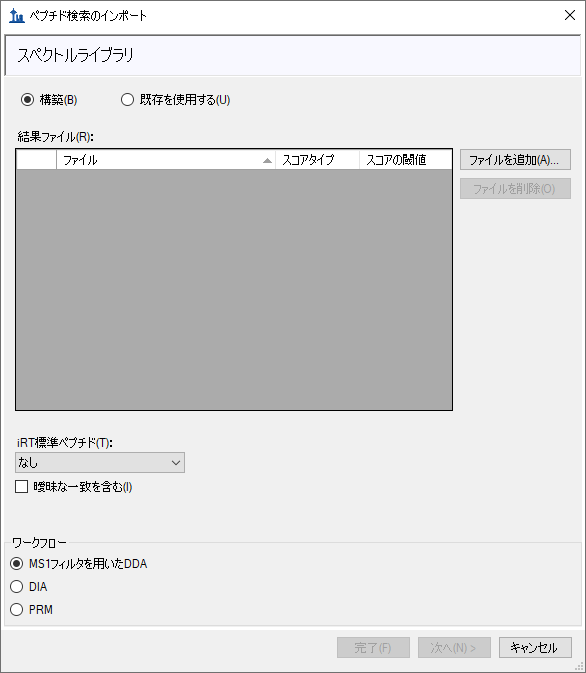 ペプチド検索のインポート
スペクトルライブラリ
構築(B) 既存を使用する(U)
結果ファイル(R):
ファイル スコアタイプ スコアの閾値 ファイルを追加(A)...
ファイルを削除(O)
iRT標準ペプチド(T):
なし
曖昧な一致を含む(I)
ワークフロー
MS1フィルタを用いたDDA
DIA
PRM
完了(F) 次へ(N) > キャンセル